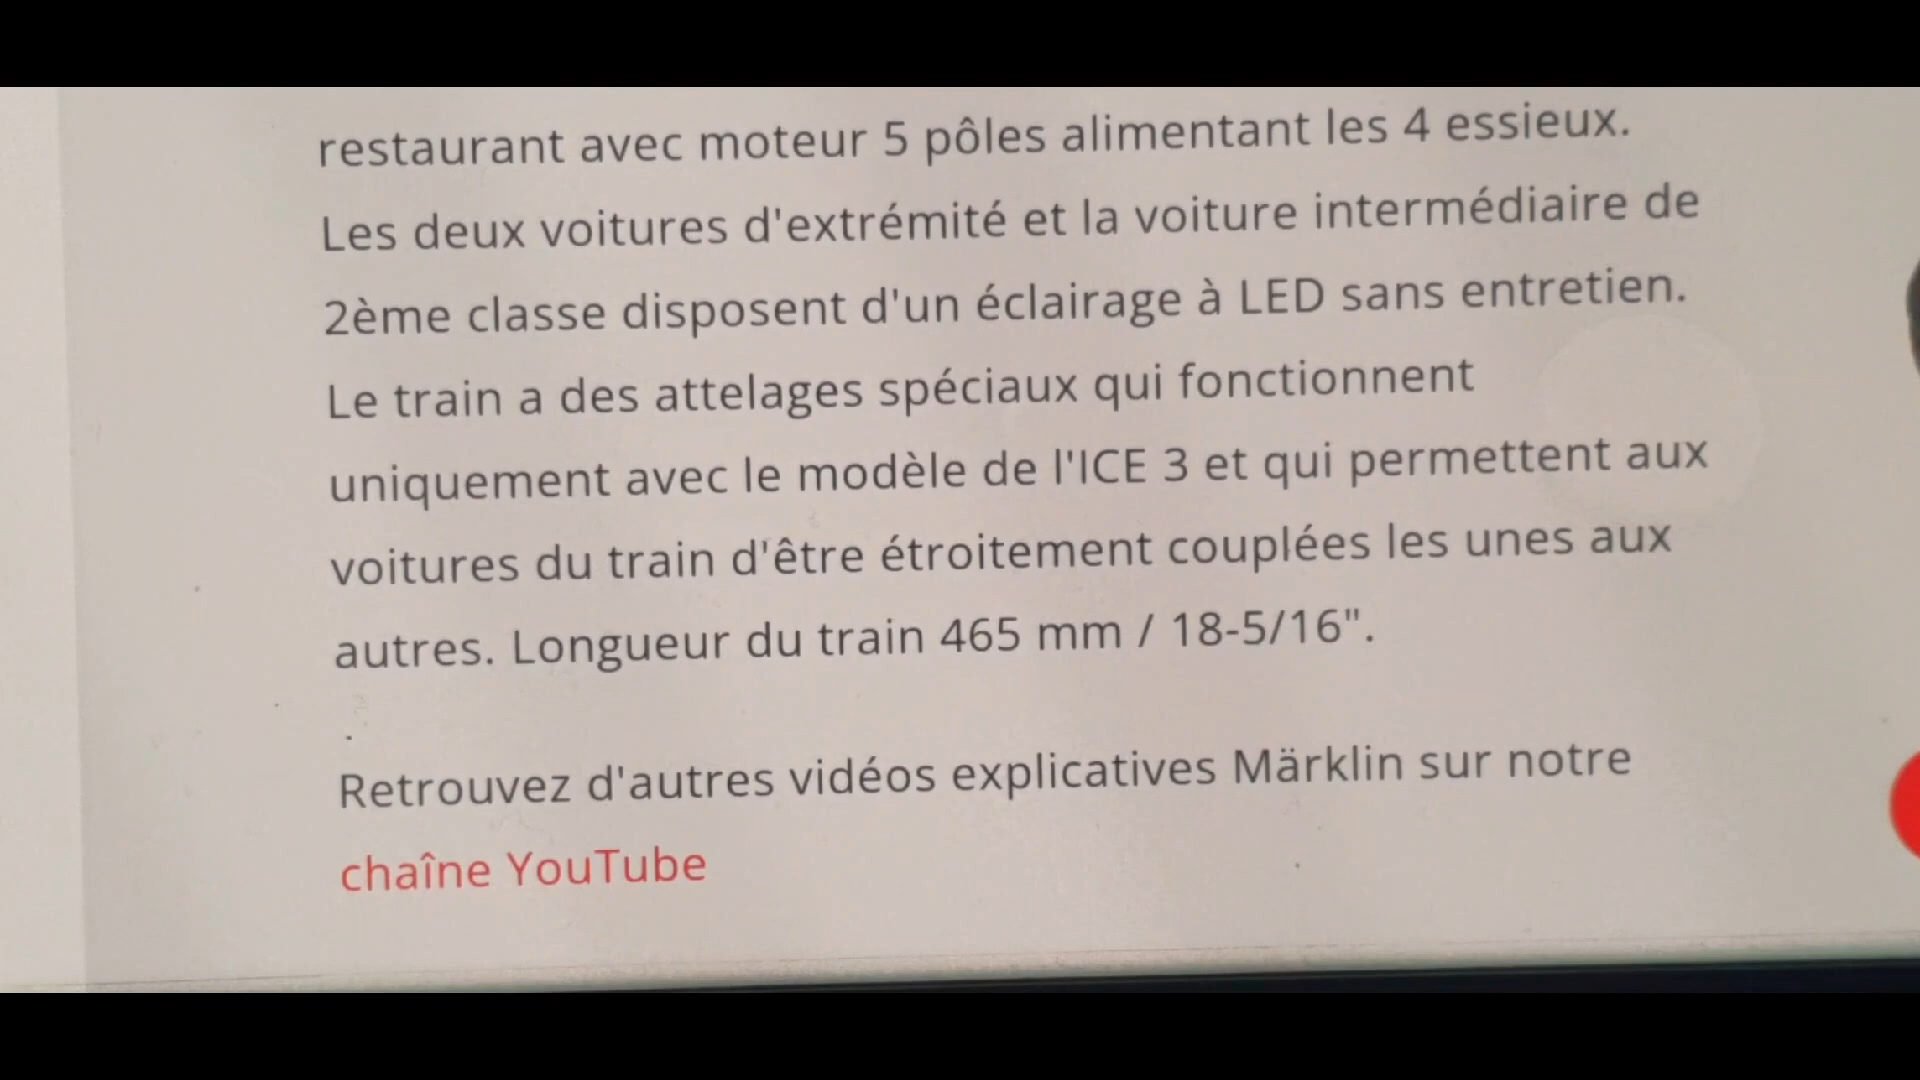 restaurant avec moteur 5 pôles alimentant les 4 essieux.
Les deux voitures d'extrémité et la voiture intermédiaire de
2ème classe disposent d'un éclairage à LED sans entretien.
Le train a des attelages spéciaux qui fonctionnent
uniquement avec le modèle de l'ICE 3 et qui permettent aux
voitures du train d'être étroitement couplées les unes aux
autres. Longueur du train 465 mm / 18-5/16".
.
Retrouvez d'autres vidéos explicatives Märklin sur notre
chaîne YouTube